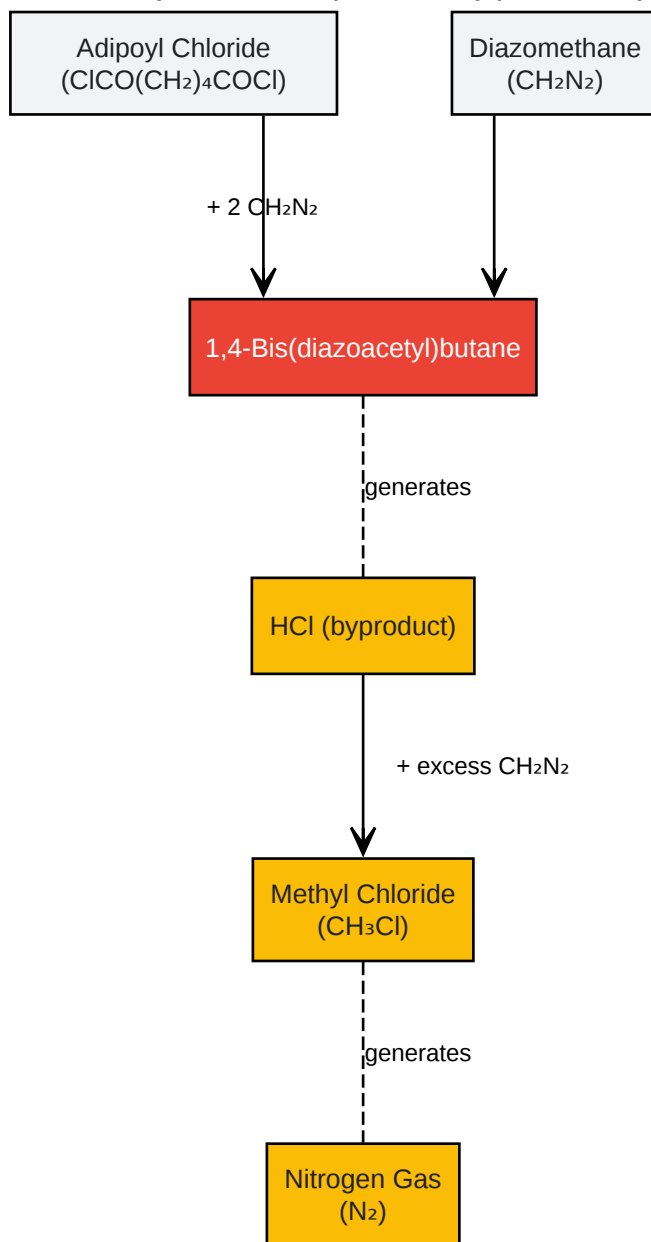 Adipoyl Chloride
(ClCO(CH₂)₄COCl)
Diazomethane
(CH₂N₂)
+ 2 CH₂N₂
1,4-Bis(diazoacetyl)butane
generates
HCl (byproduct)
+ excess CH₂N₂
Methyl Chloride
(CH₃Cl)
generates
Nitrogen Gas
(N₂)